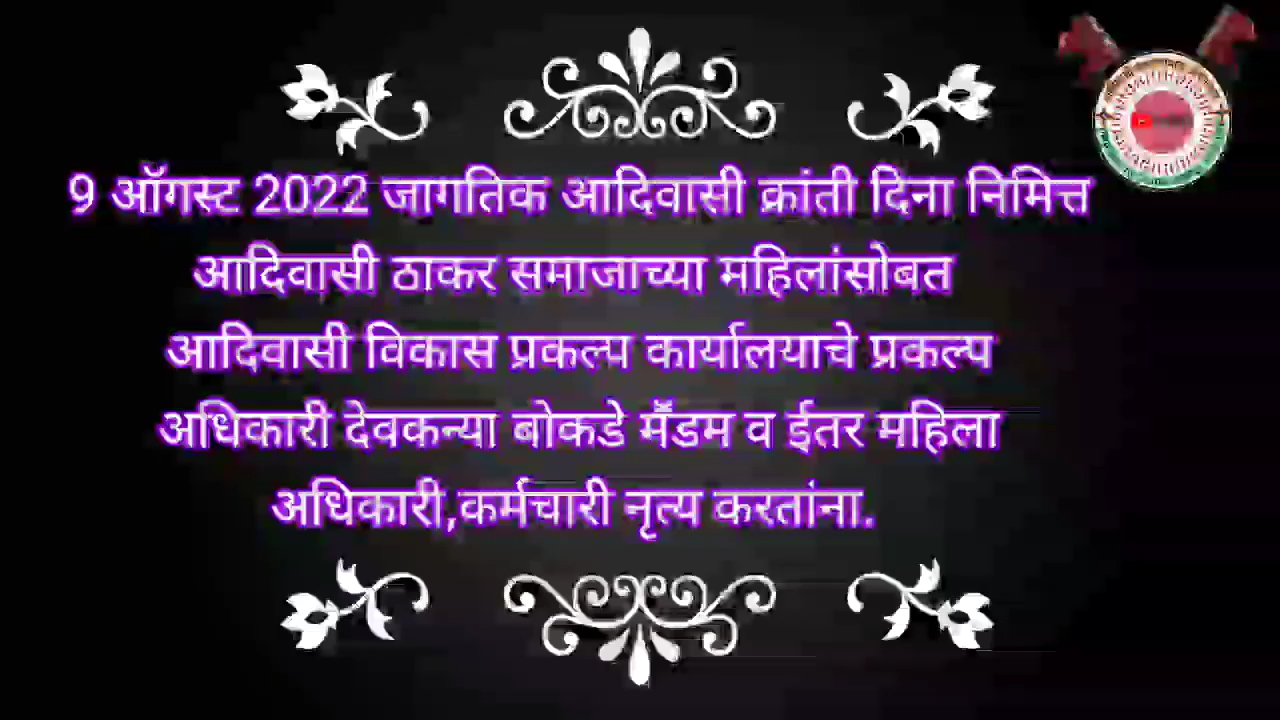 9 ऑगस्ट 2022 जागतिक आदिवासी क्रांती दिना निमित्त
आदिवासी ठाकर समाजाच्या महिलांसोबत
आदिवासी विकास प्रकल्प कार्यालयाचे प्रकल्प
अधिकारी देवकन्या बोकडे मॅंडम व ईतर महिला
अधिकारी,कर्मचारी नृत्य करतांना.